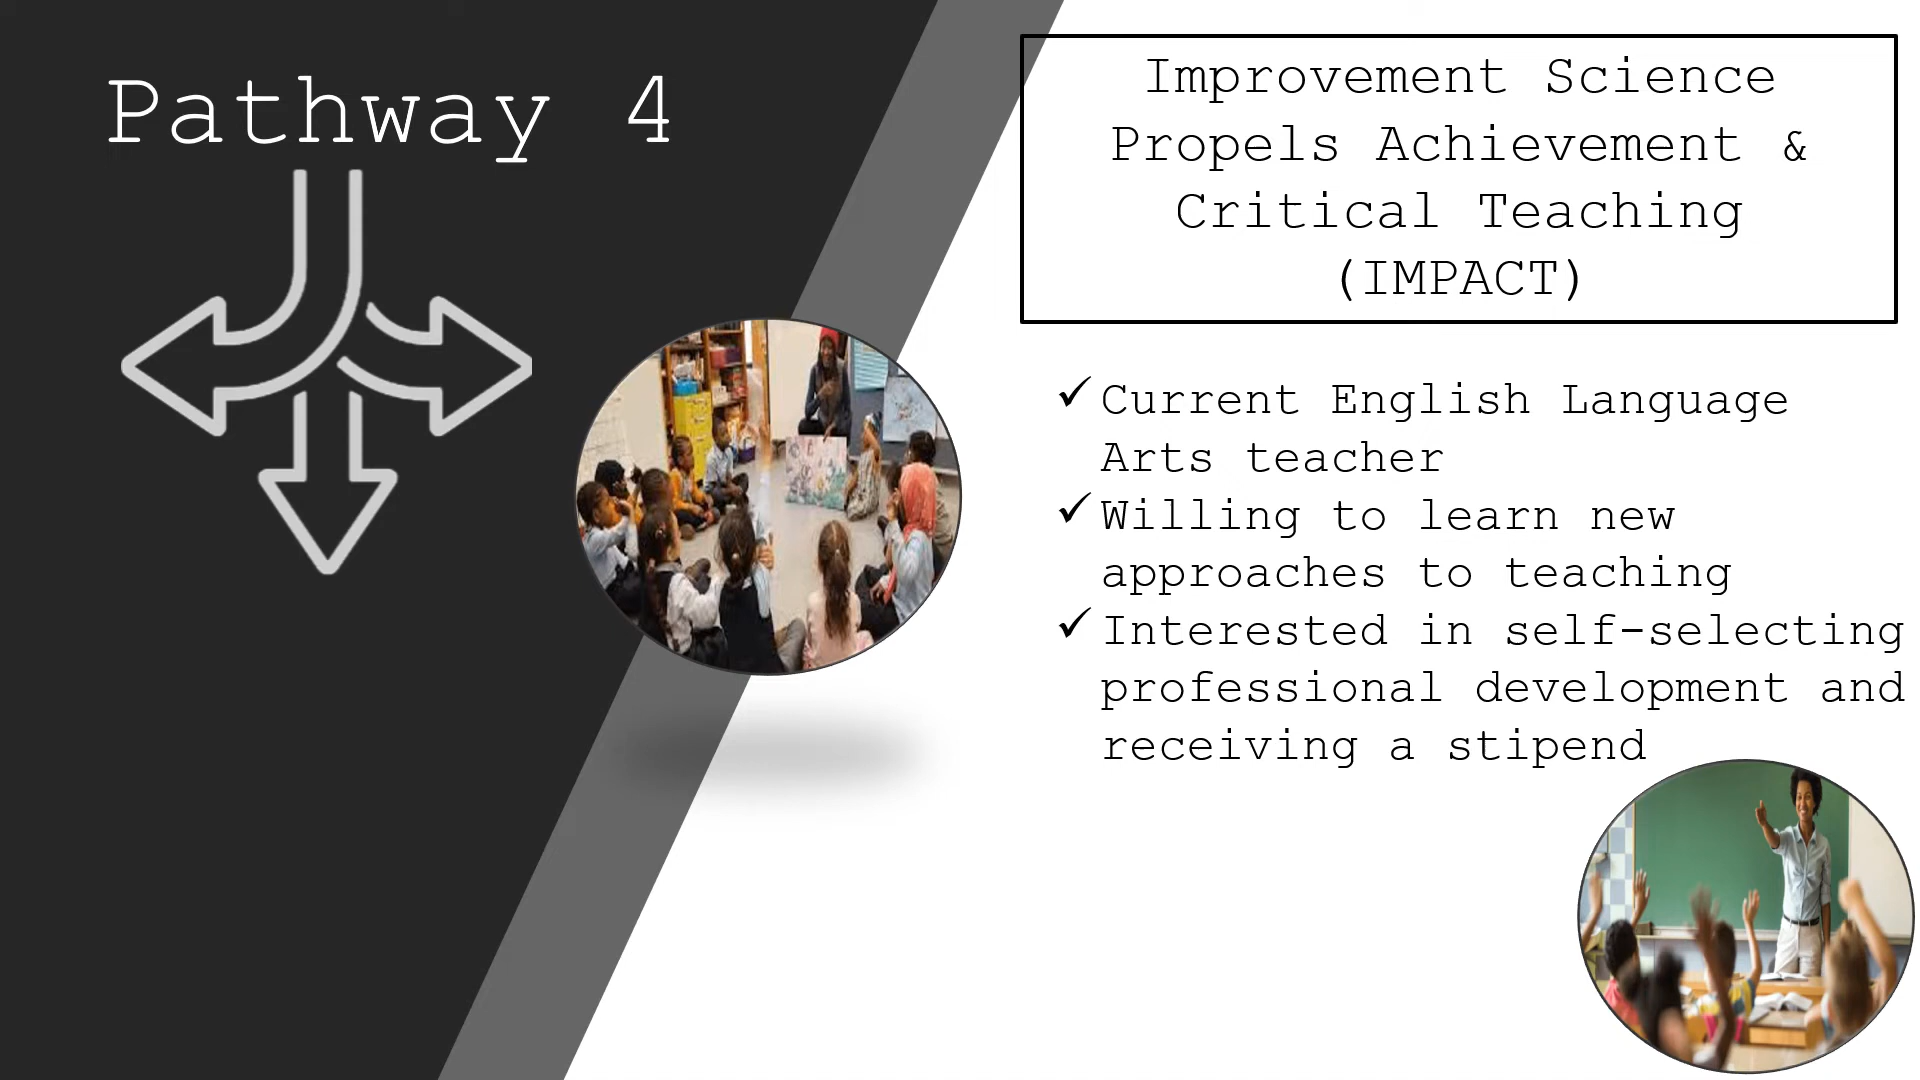 Pathway 4
Improvement Science
Propels Achievement &
Critical Teaching
(IMPACT)
✓Current English Language
Arts teacher
✓Willing to learn new
approaches to teaching
✓Interested in self-selecting
professional development and
receiving a stipend